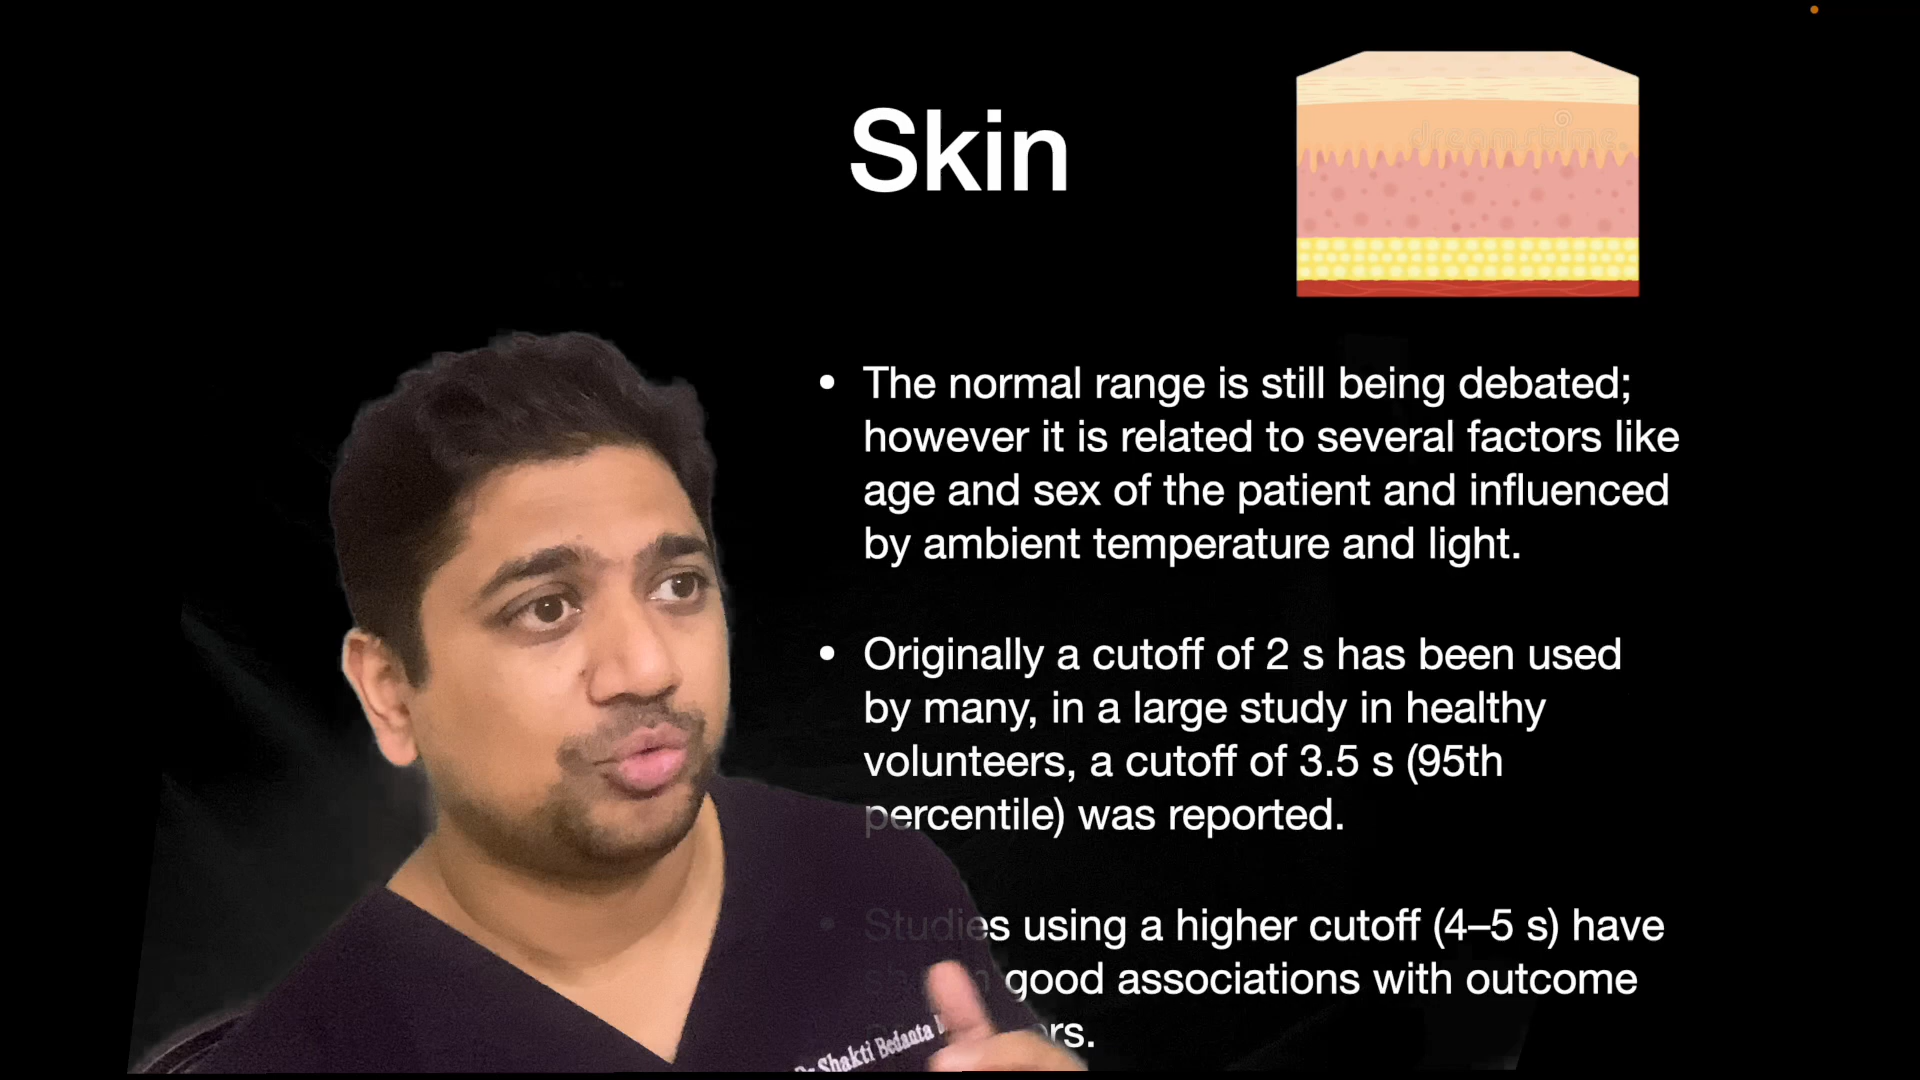 Skin
dreamstime.
• The normal range is still being debated;
however it is related to several factors like
age and sex of the patient and influenced
by ambient temperature and light.
• Originally a cutoff of 2 s has been used
by many, in a large study in healthy
volunteers, a cutoff of 3.5 s (95th
percentile) was reported.
• Studies using a higher cutoff (4–5 s) have
good associations with outcome
rs.
Dr Shakti Bedanta